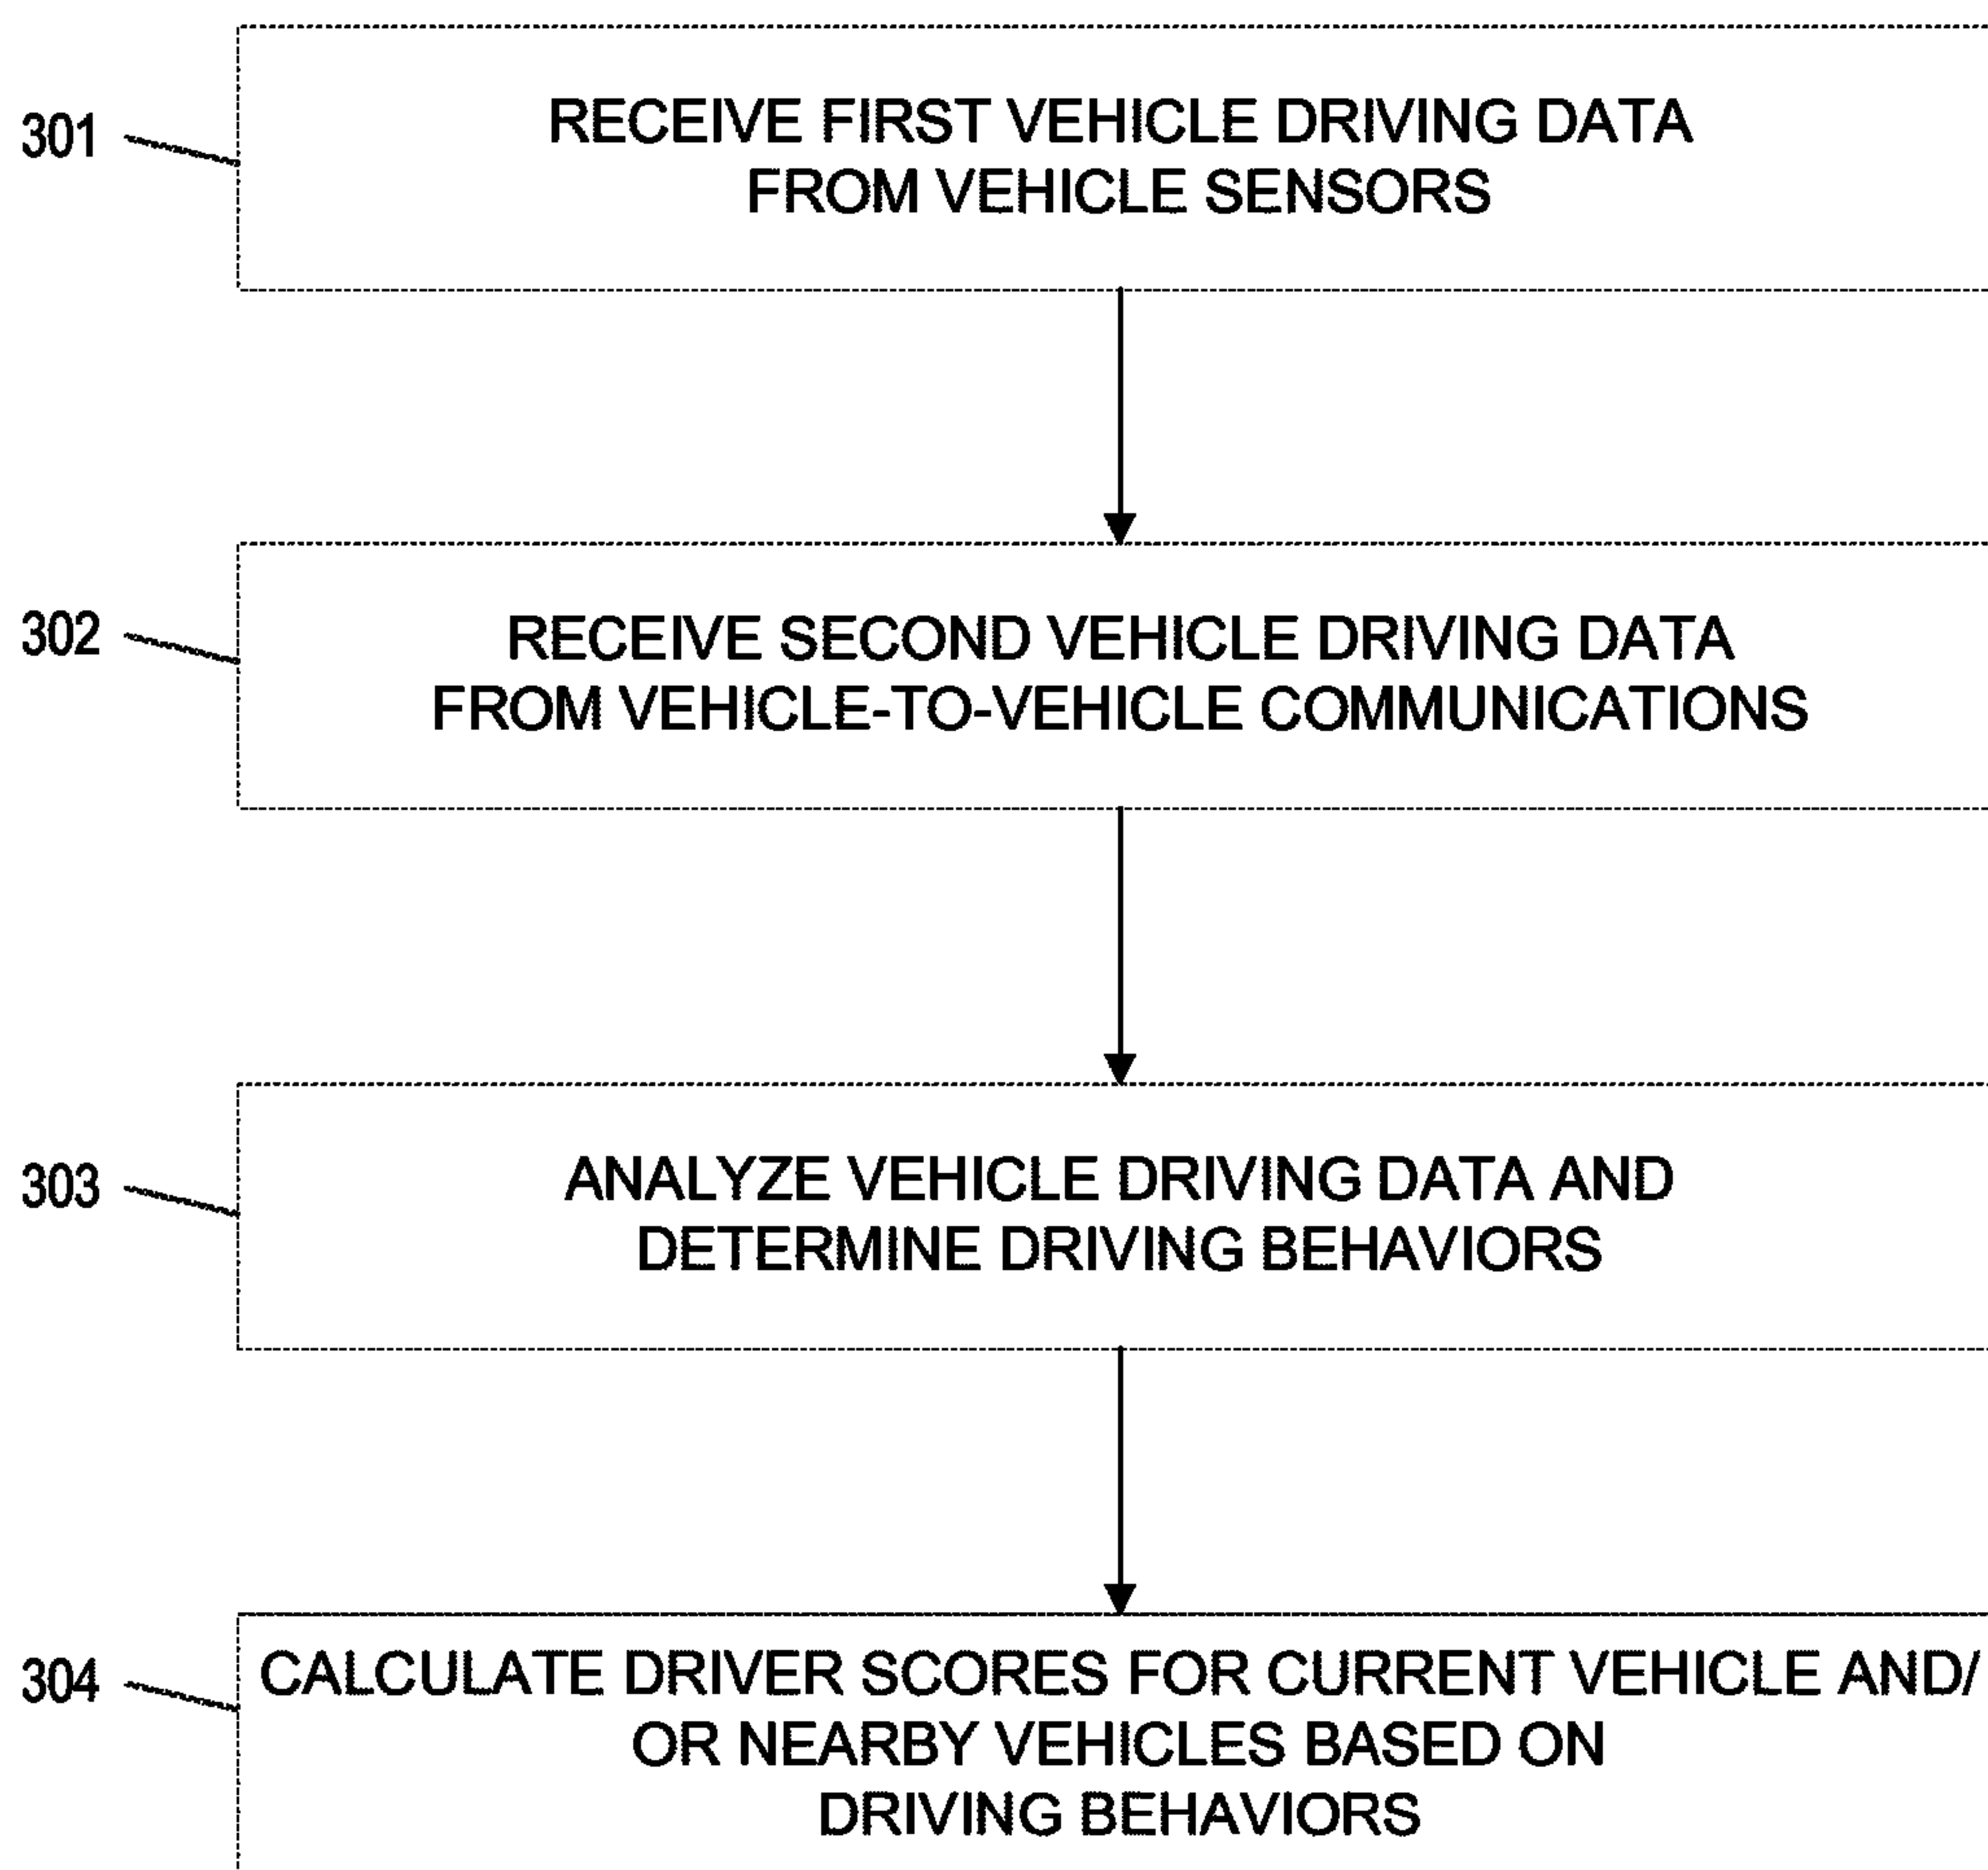 301
RECEIVE FIRST VEHICLE DRIVING DATA
FROM VEHICLE SENSORS
302
RECEIVE SECOND VEHICLE DRIVING DATA
FROM VEHICLE-TO-VEHICLE COMMUNICATIONS
303
ANALYZE VEHICLE DRIVING DATA AND
DETERMINE DRIVING BEHAVIORS
304
CALCULATE DRIVER SCORES FOR CURRENT VEHICLE AND/
OR NEARBY VEHICLES BASED ON
DRIVING BEHAVIORS